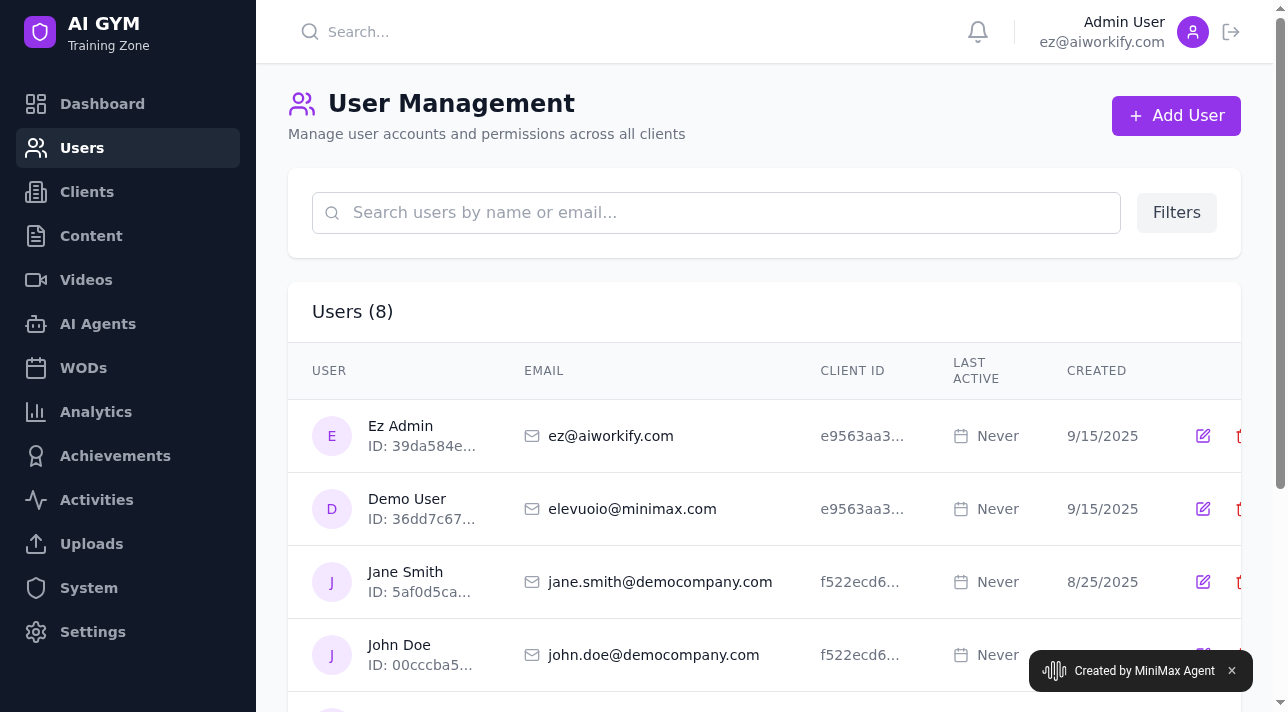 AI GYM
Training Zone
Search...
Admin User
ez@aiworkify.com
Dashboard
Users
Clients
Content
Videos
AI Agents
WODs
Analytics
Achievements
Activities
Uploads
System
Settings
User Management
Manage user accounts and permissions across all clients
+ Add User
Search users by name or email...
Filters
Users (8)
USER EMAIL CLIENT ID LAST ACTIVE CREATED
E Ez Admin ez@aiworkify.com e9563aa3... Never 9/15/2025
ID: 39da584e...
D Demo User elevuoio@minimax.com e9563aa3... Never 9/15/2025
ID: 36dd7c67...
J Jane Smith jane.smith@democompany.com f522ecd6... Never 8/25/2025
ID: 5af0d5ca...
J John Doe john.doe@democompany.com f522ecd6... Never
ID: 00cccba5...
Created by MiniMax Agent ×